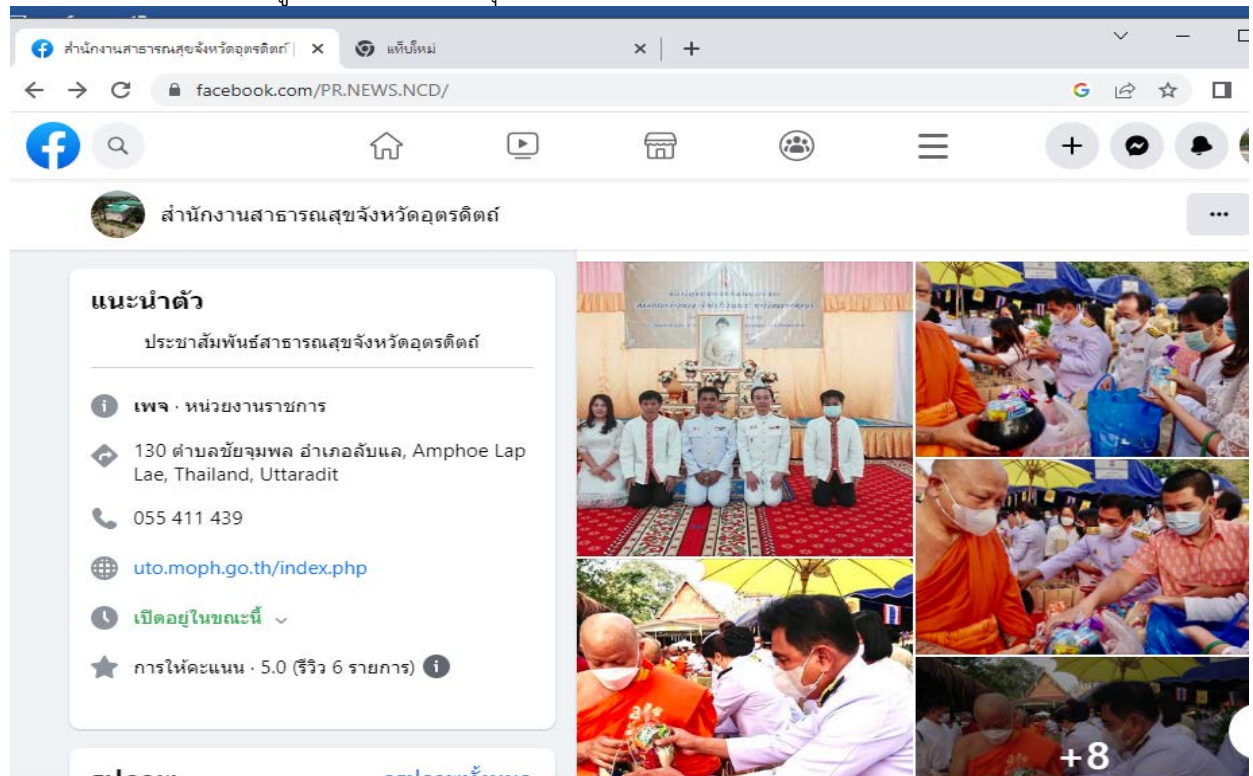 สำนักงานสาธารณสุขจังหวัดอุตรดิตถ์ |
แท็บใหม่
facebook.com/PR.NEWS.NCD/
สำนักงานสาธารณสุขจังหวัดอุตรดิตถ์
แนะนำตัว
ประชาสัมพันธ์สาธารณสุขจังหวัดอุตรดิตถ์
เพจ · หน่วยงานราชการ
130 ตำบลชัยจุมพล อำเภอลับแล, Amphoe Lap
Lae, Thailand, Uttaradit
055 411 439
uto.moph.go.th/index.php
เปิดอยู่ในขณะนี้
การให้คะแนน · 5.0 (รีวิว 6 รายการ)
+8